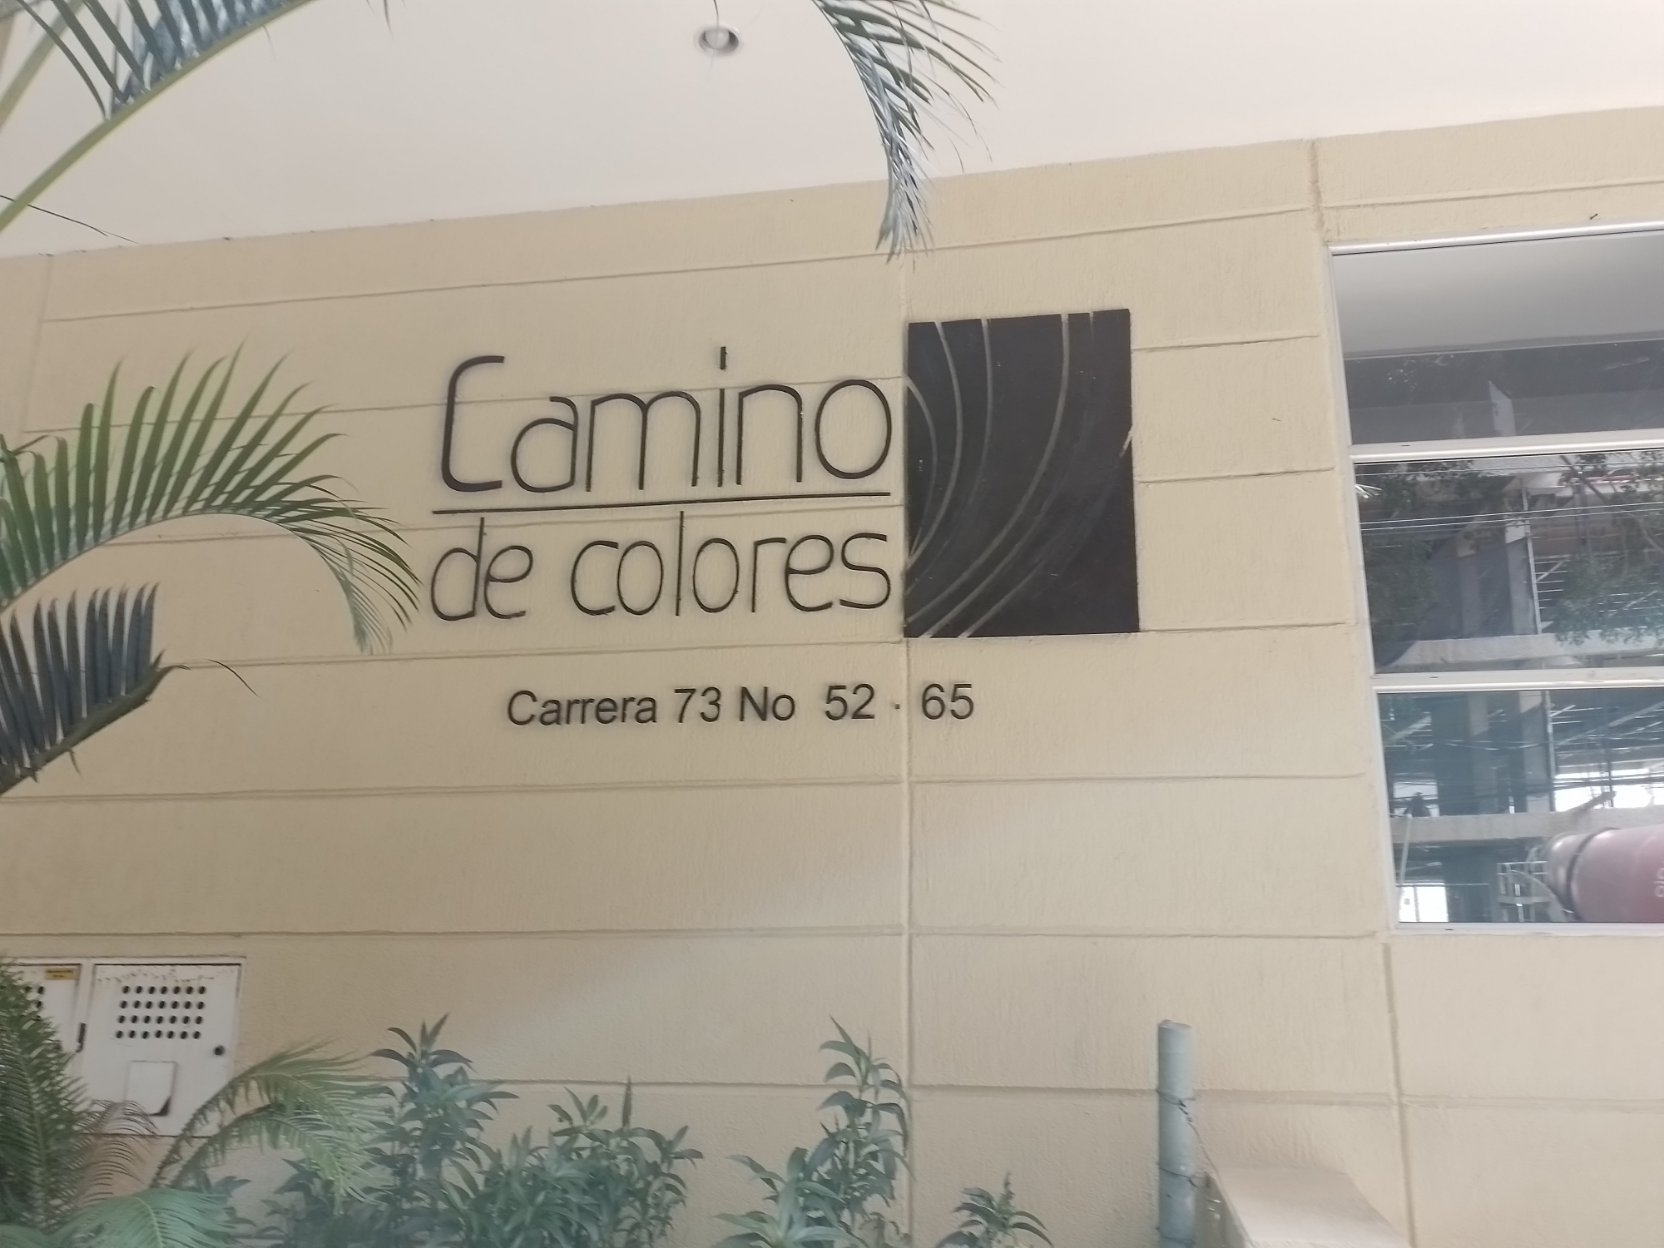 Camino
de colores
Carrera 73 No 52 - 65